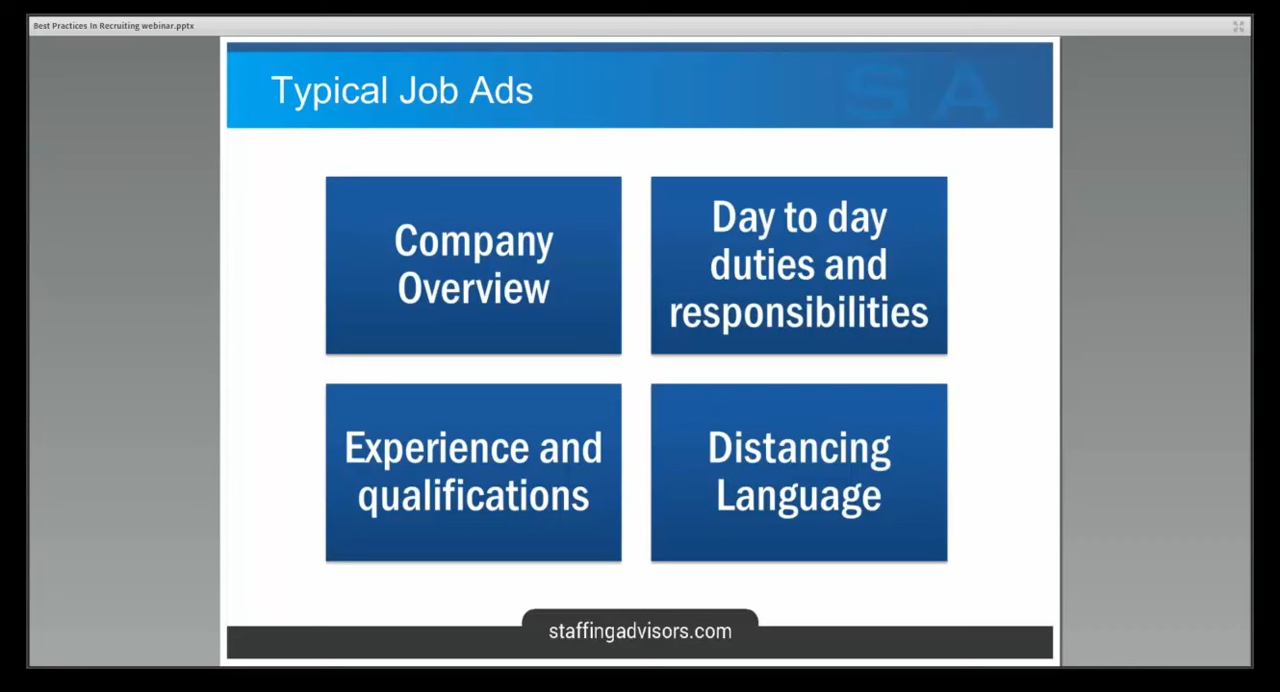 Best Practices In Recruiting webinar.pptx
Typical Job Ads
SA
Company
Overview
Day to day
duties and
responsibilities
Experience and
qualifications
Distancing
Language
staffingadvisors.com